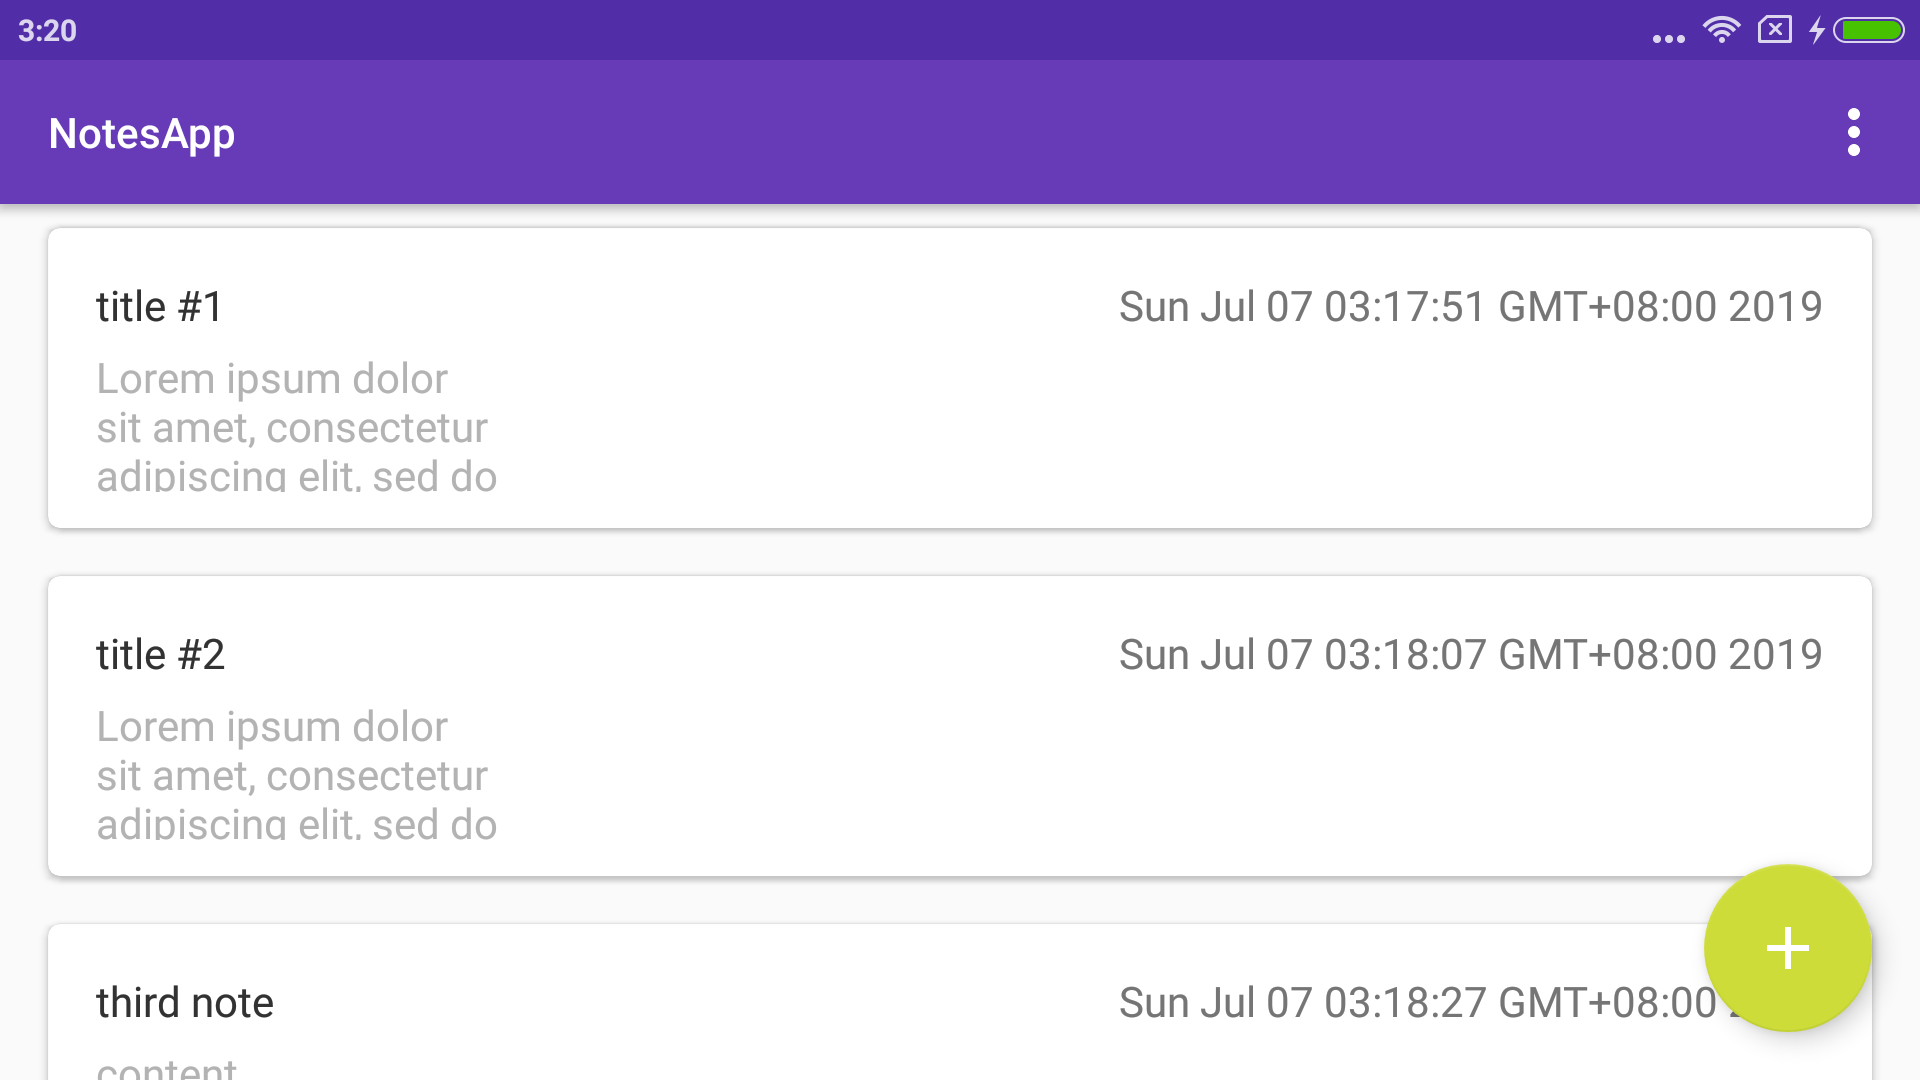 3:20
NotesApp
title #1
Sun Jul 07 03:17:51 GMT+08:00 2019
Lorem ipsum dolor
sit amet, consectetur
adipiscing elit, sed do
title #2
Sun Jul 07 03:18:07 GMT+08:00 2019
Lorem ipsum dolor
sit amet, consectetur
adipiscing elit, sed do
third note
Sun Jul 07 03:18:27 GMT+08:00
content